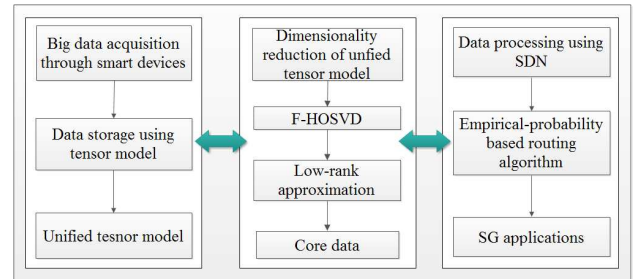 Big data acquisition
through smart devices
Data storage using
tensor model
Unified tesnor model
Dimensionality
reduction of unfied
tensor model
F-HOSVD
Low-rank
approximation
Core data
Data processing using
SDN
Empirical-probability
based routing
algorithm
SG applications